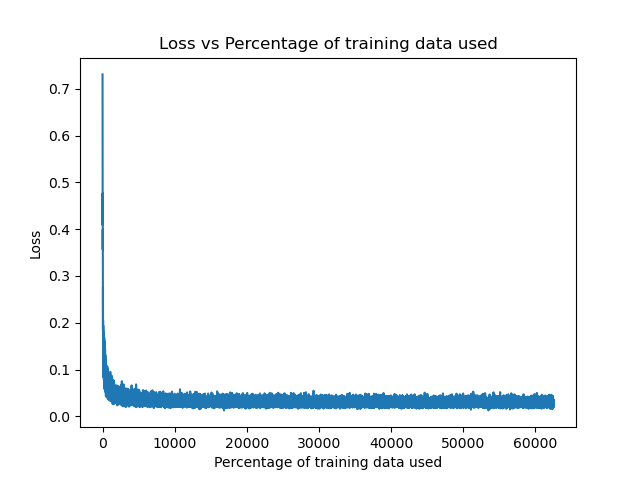 Loss vs Percentage of training data used
0.7
0.6
0.5
0.4
0.3
0.2
0.1
0.0
Loss
0 10000 20000 30000 40000 50000 60000
Percentage of training data used